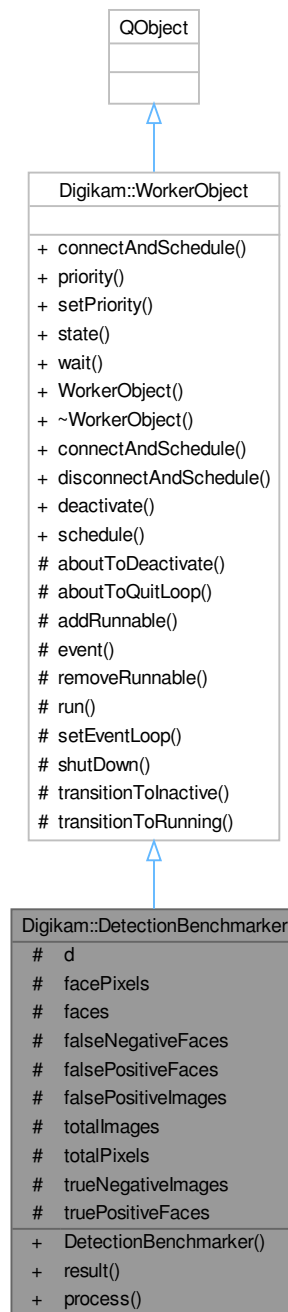 QObject
Digikam::WorkerObject
+ connectAndSchedule()
+ priority()
+ setPriority()
+ state()
+ wait()
+ WorkerObject()
+ ~WorkerObject()
+ connectAndSchedule()
+ disconnectAndSchedule()
+ deactivate()
+ schedule()
# aboutToDeactivate()
# aboutToQuitLoop()
# addRunnable()
# event()
# removeRunnable()
# run()
# setEventLoop()
# shutDown()
# transitionToInactive()
# transitionToRunning()
Digikam::DetectionBenchmarker
# d
# facePixels
# faces
# falseNegativeFaces
# falsePositiveFaces
# falsePositiveImages
# totalImages
# totalPixels
# trueNegativeImages
# truePositiveFaces
+ DetectionBenchmarker()
+ result()
+ process()